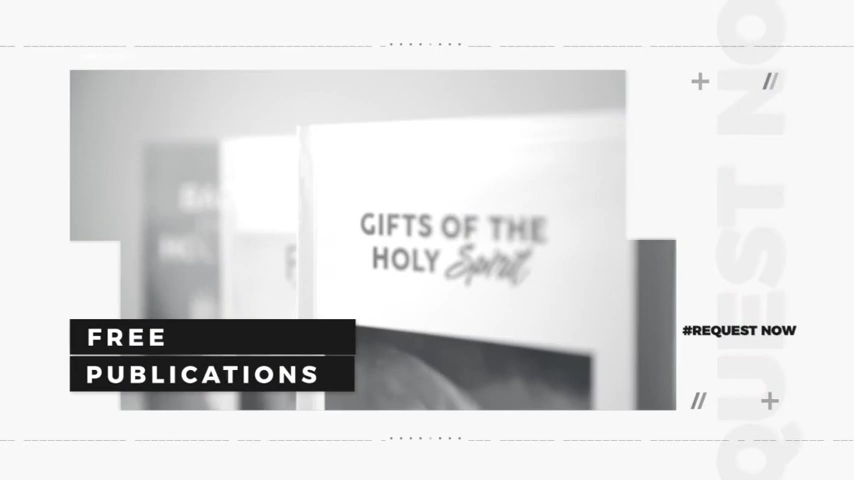 GIFTS OF THE
HOLY Spirit
FREE
PUBLICATIONS
#REQUEST NOW
QUEST NO